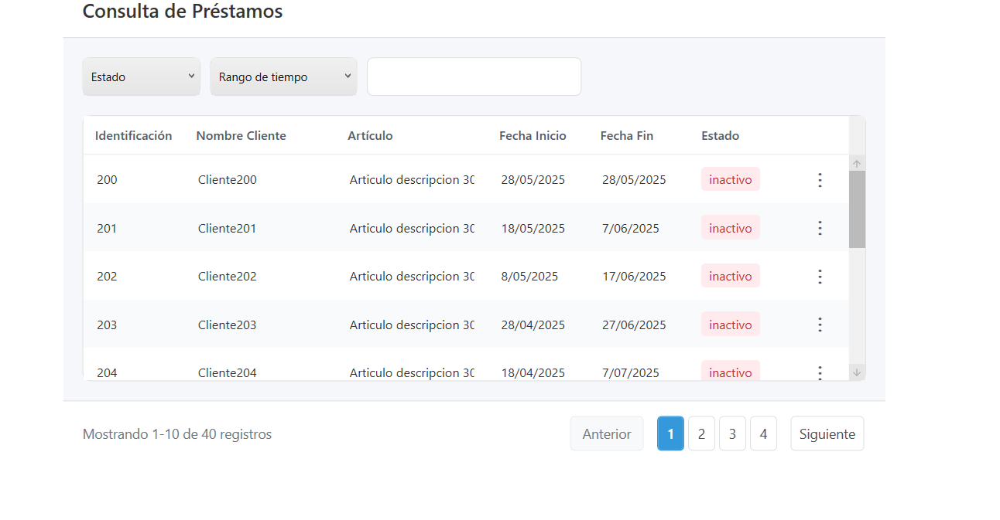 Consulta de Préstamos
Estado Rango de tiempo
Identificación Nombre Cliente Artículo Fecha Inicio Fecha Fin Estado
200 Cliente200 Articulo descripcion 30 28/05/2025 28/05/2025 inactivo
201 Cliente201 Articulo descripcion 30 18/05/2025 7/06/2025 inactivo
202 Cliente202 Articulo descripcion 30 8/05/2025 17/06/2025 inactivo
203 Cliente203 Articulo descripcion 30 28/04/2025 27/06/2025 inactivo
204 Cliente204 Articulo descripcion 30 18/04/2025 7/07/2025 inactivo
Mostrando 1-10 de 40 registros Anterior 1 2 3 4 Siguiente